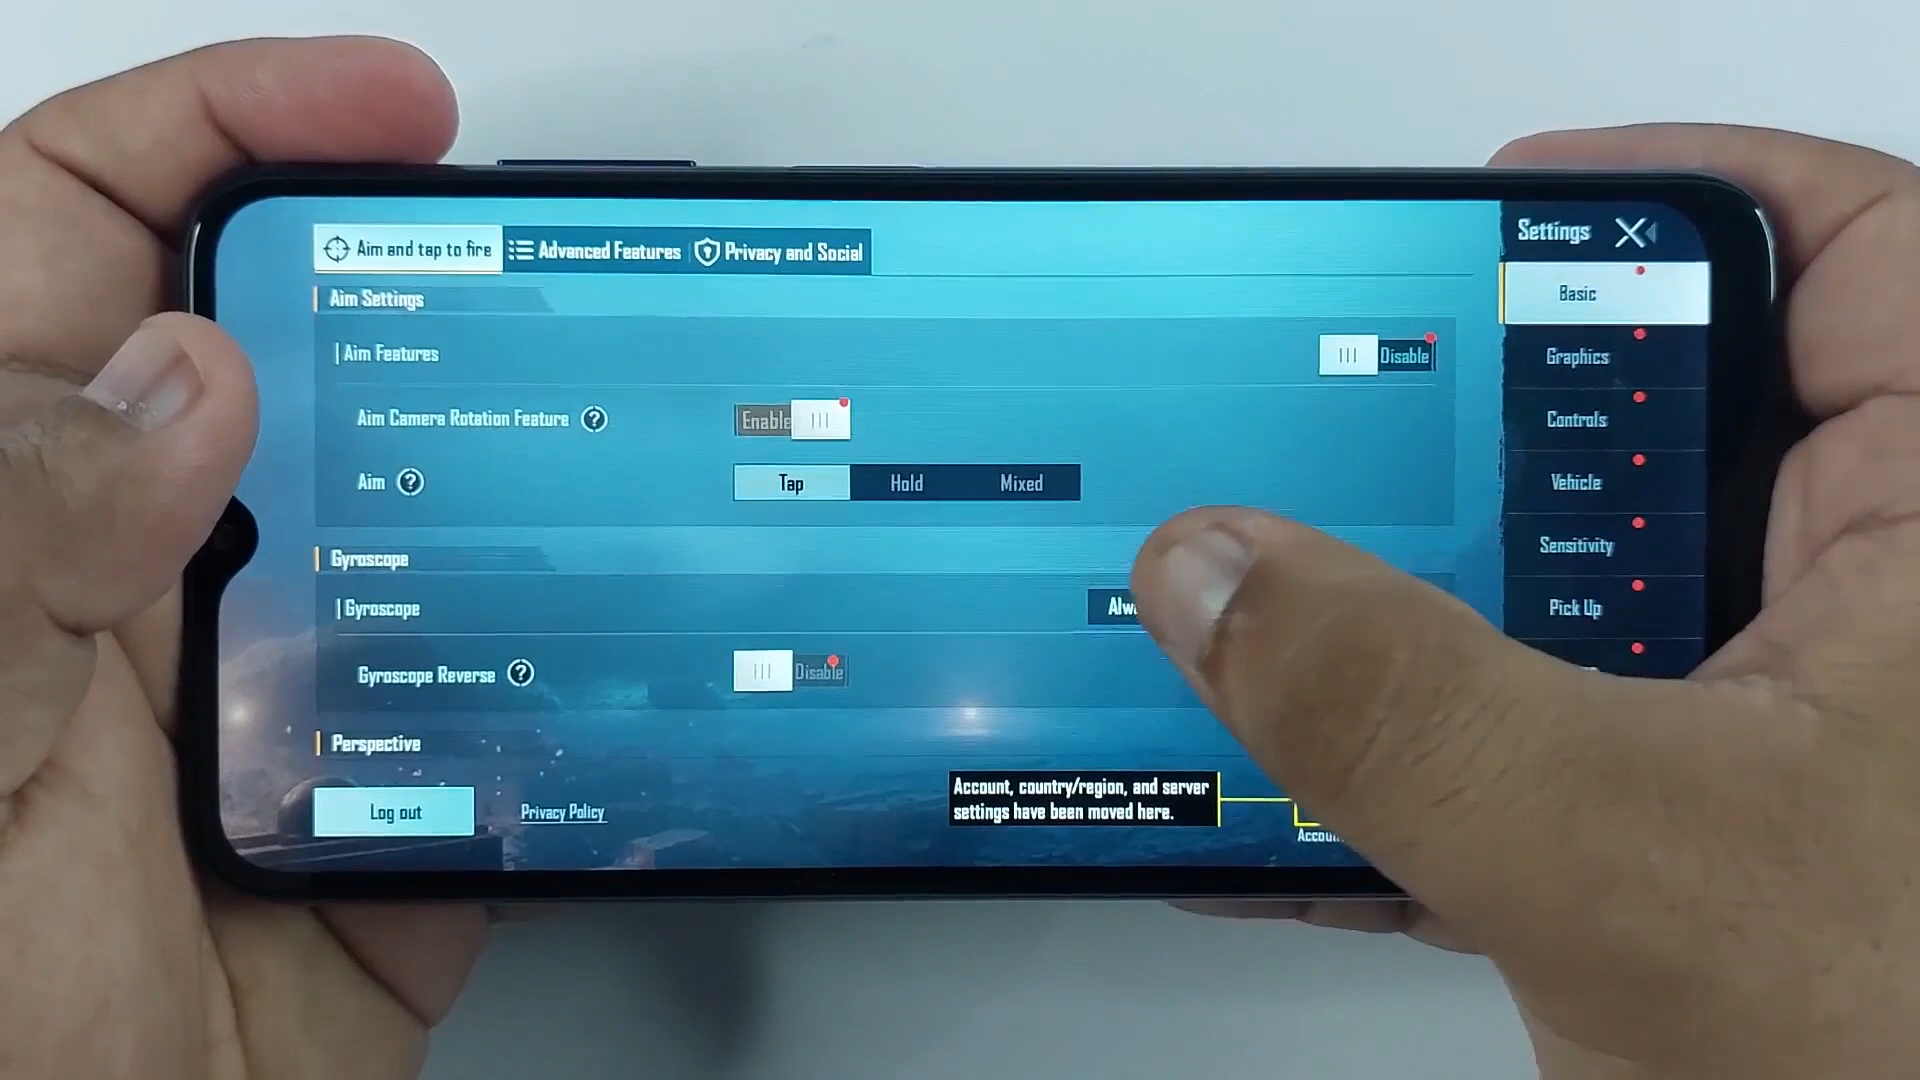 Aim and tap to fire
Advanced Features
Privacy and Social
Settings
Aim Settings
Basic
Aim Features
Disable
Graphics
Aim Camera Rotation Feature ?
Enable
Controls
Aim ?
Tap
Hold
Mixed
Vehicle
Sensitivity
Gyroscope
Gyroscope
Pick Up
Gyroscope Reverse ?
Disable
Perspective
Account, country/region, and server
settings have been moved here.
Log out
Privacy Policy